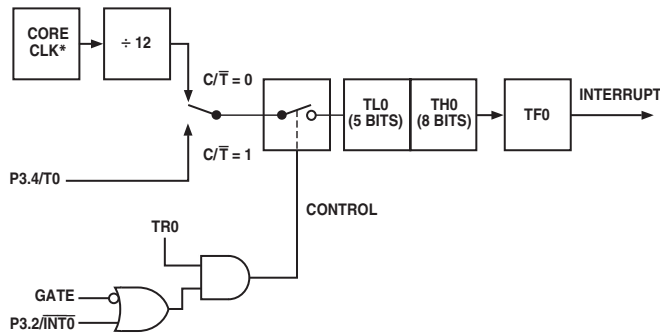 CORE
CLK*
÷ 12
C/T̅ = 0
C/T̅ = 1
P3.4/T0
TL0
(5 BITS)
TH0
(8 BITS)
TF0
INTERRUPT
CONTROL
TR0
GATE
P3.2/I̅N̅T̅0̅